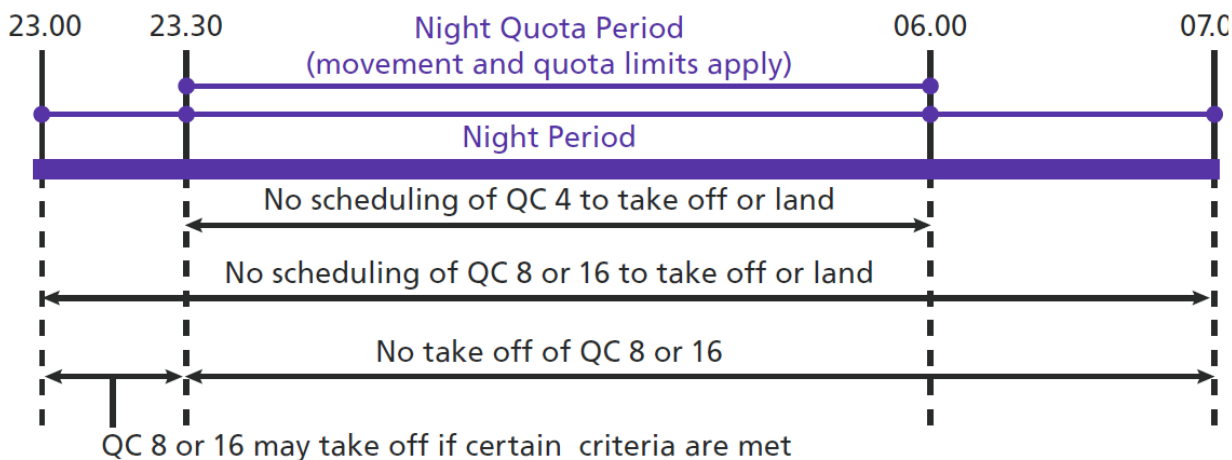 23.00 23.30 Night Quota Period 06.00 07.0
(movement and quota limits apply)
Night Period
No scheduling of QC 4 to take off or land
No scheduling of QC 8 or 16 to take off or land
No take off of QC 8 or 16
QC 8 or 16 may take off if certain criteria are met